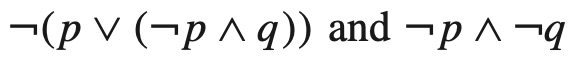 ¬(p ∨ (¬p ∧ q)) and ¬p ∧ ¬q